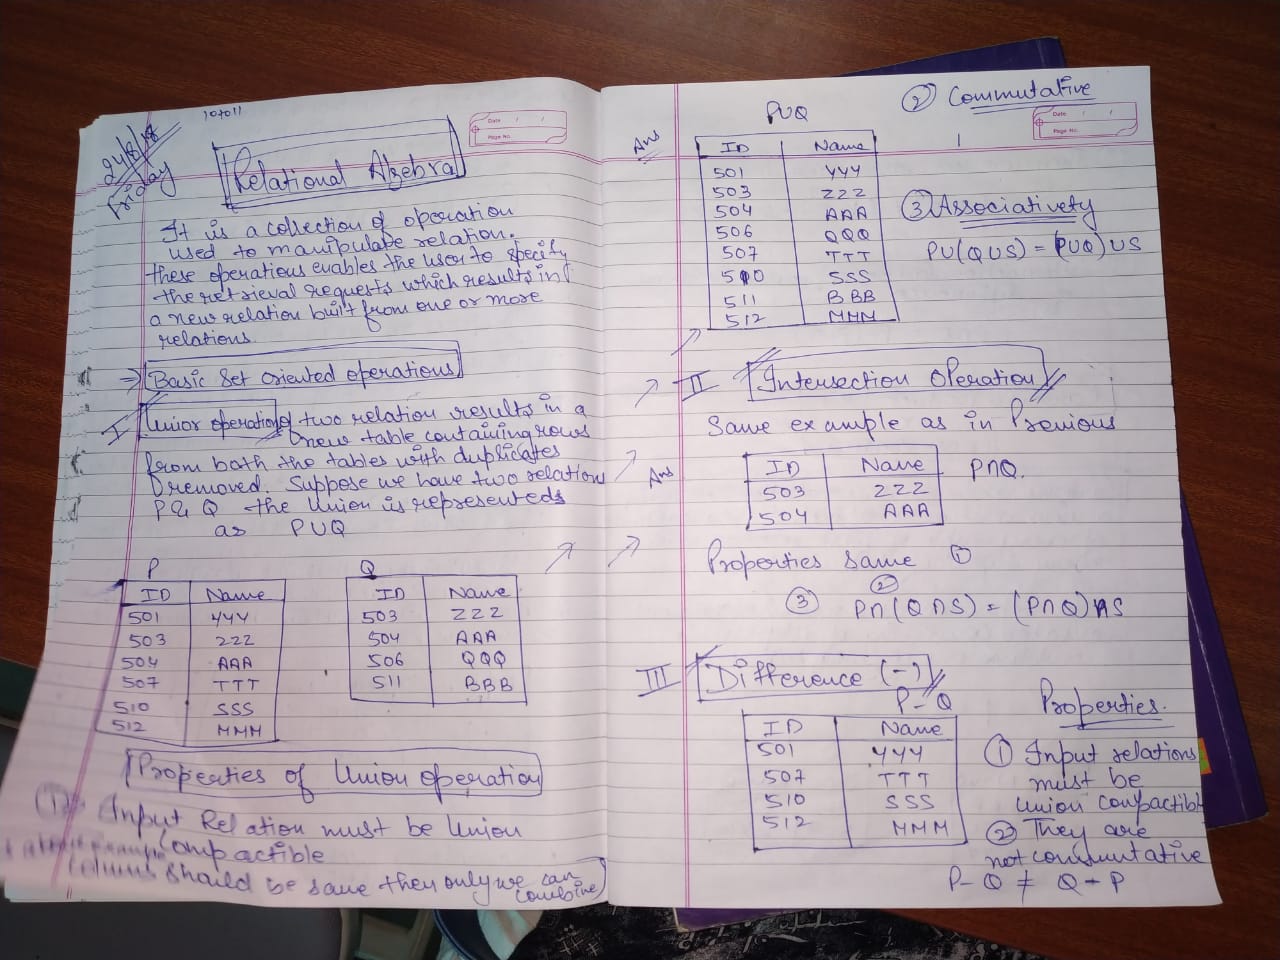 24/8/18
Friday
Date / /
Page No.
Relational Algebra
It is a collection of operation
used to manipulate relation.
these operations enables the user to specify
the retrieval requests which results in
a new relation built from one or more
relations.
⇒ Basic Set oriented operations
I Union operation of two relation results in a
new table containing rows
from both the tables with duplicates
removed. Suppose we have two relations
P & Q the Union is represented
as PUQ
P
ID Name
501 YYY
503 ZZZ
504 AAA
507 TTT
510 SSS
512 MMM
Q
ID Name
503 ZZZ
504 AAA
506 QQQ
511 BBB
Properties of Union operation
① Input Relation must be Union
Compactible
columns should be same then only we can
combine
Ans
PUQ
ID Name
501 YYY
503 ZZZ
504 AAA
506 QQQ
507 TTT
510 SSS
511 BBB
512 MMM
② Commutative
Date / /
Page No.
③ Associativety
PU(QUS) = (PUQ)US
II Intersection Operation
Same example as in Previous
Ans
ID Name
503 ZZZ
504 AAA
P∩Q.
Properties same ①
②
③ P∩(Q∩S) = (P∩Q)∩S
III Difference (-)
P-Q
ID Name
501 YYY
507 TTT
510 SSS
512 MMM
Properties.
① Input relations
must be
Union compactible
② They are
not commutative
P-Q ≠ Q-P